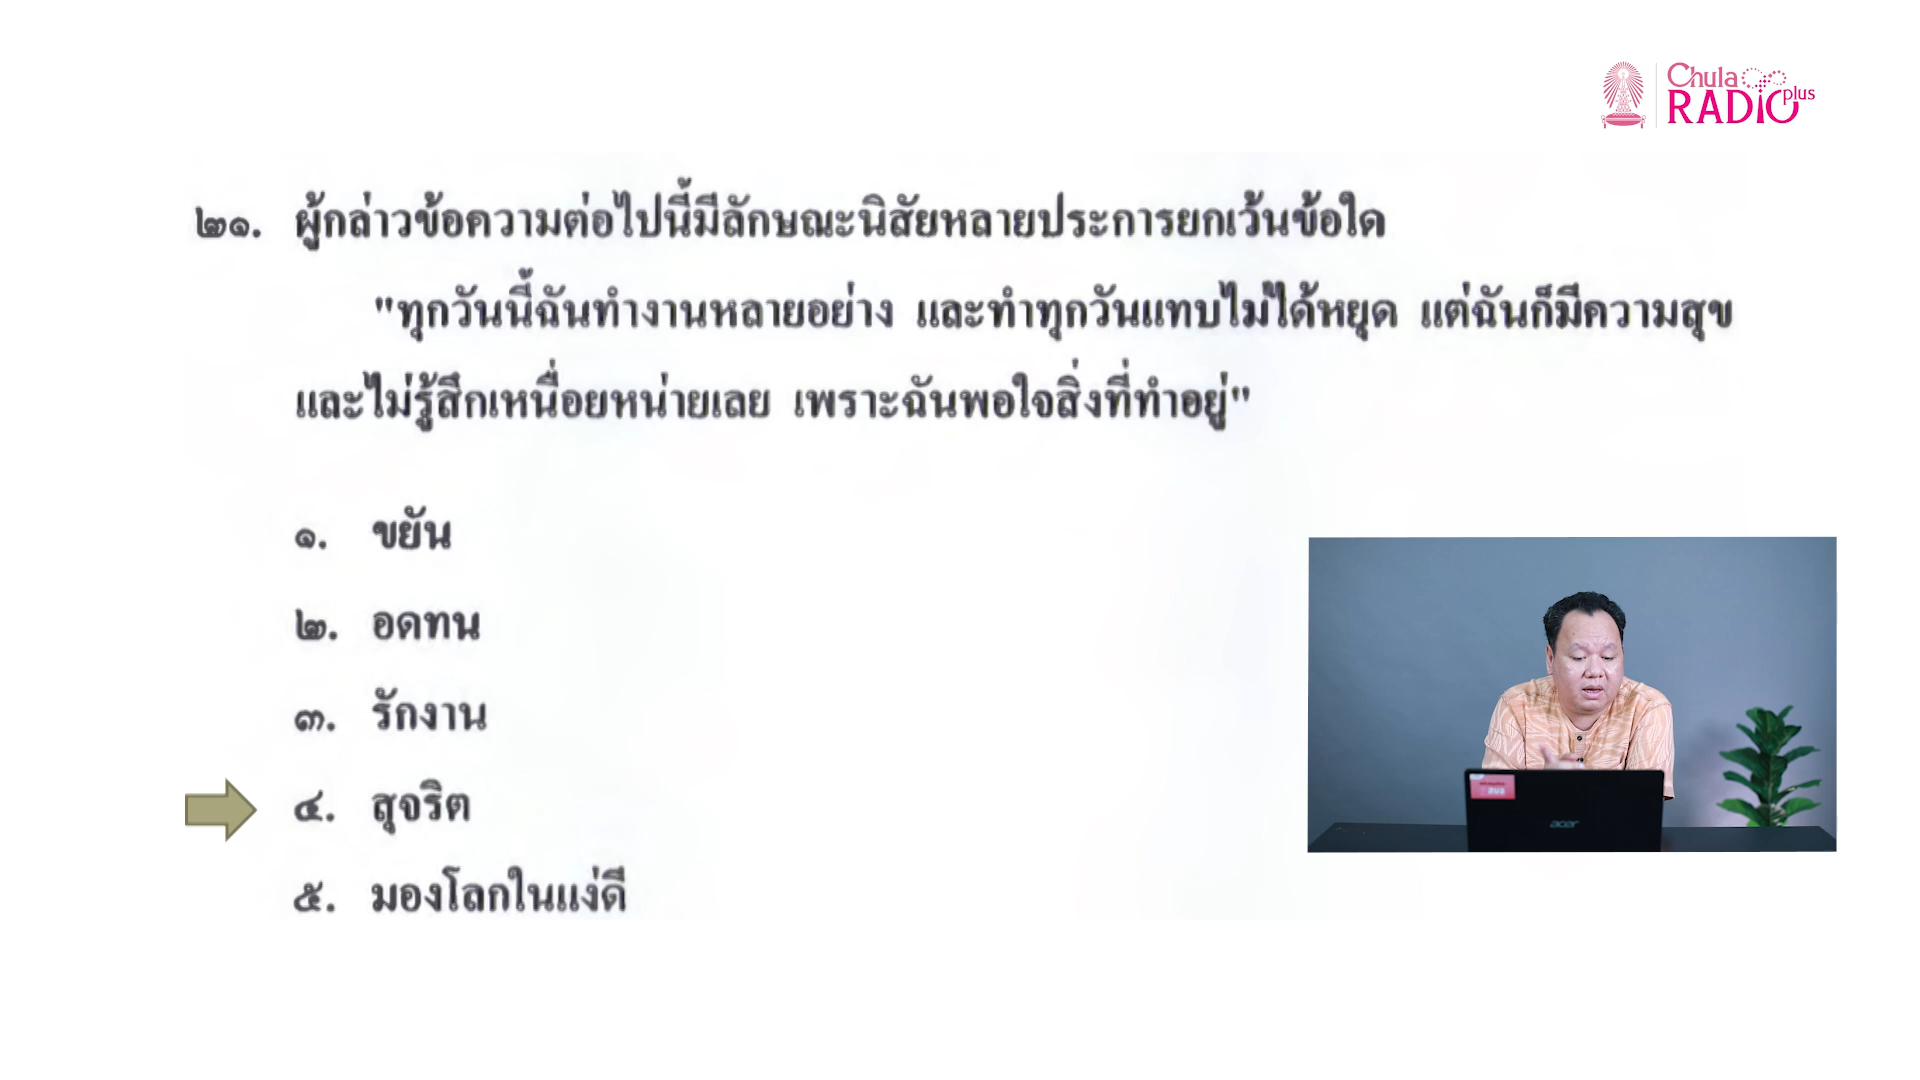 Chula
RADIO plus
๒๑. ผู้กล่าวข้อความต่อไปนี้มีลักษณะนิสัยหลายประการยกเว้นข้อใด
"ทุกวันนี้ฉันทำงานหลายอย่าง และทำทุกวันแทบไม่ได้หยุด แต่ฉันก็มีความสุข
และไม่รู้สึกเหนื่อยหน่ายเลย เพราะฉันพอใจสิ่งที่ทำอยู่"
๑. ขยัน
๒. อดทน
๓. รักงาน
๔. สุจริต
๕. มองโลกในแง่ดี
acer